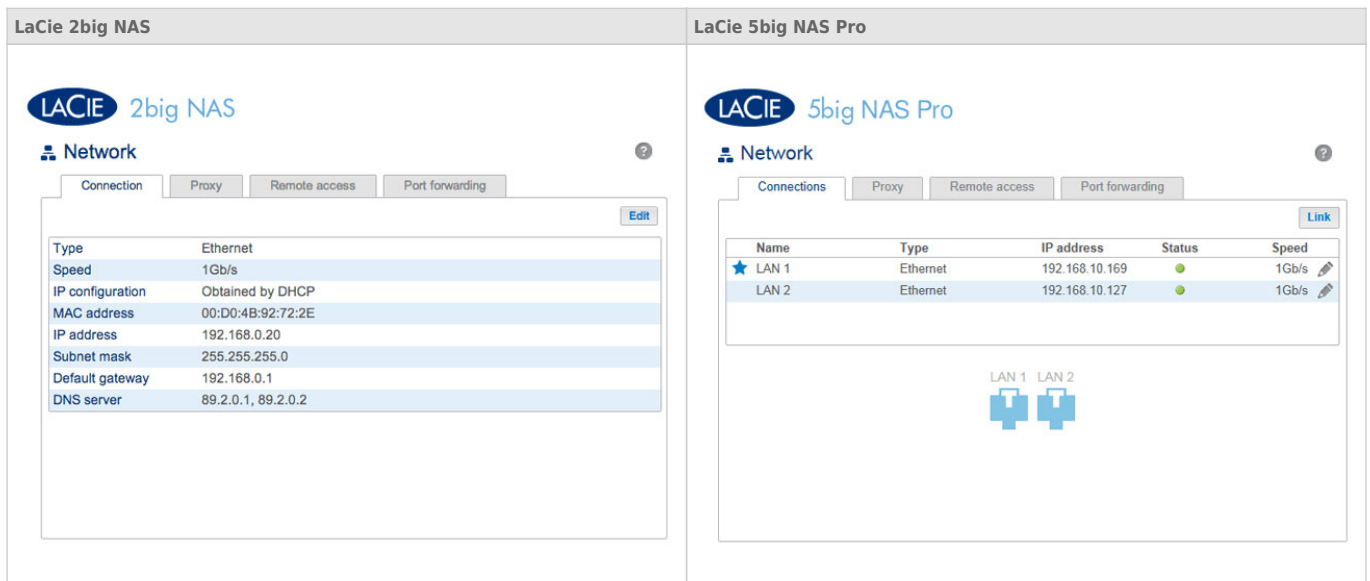 LaCie 2big NAS
LaCie 5big NAS Pro
LACIE 2big NAS
Network
?
Connection Proxy Remote access Port forwarding
Edit
Type Ethernet
Speed 1Gb/s
IP configuration Obtained by DHCP
MAC address 00:D0:4B:92:72:2E
IP address 192.168.0.20
Subnet mask 255.255.255.0
Default gateway 192.168.0.1
DNS server 89.2.0.1, 89.2.0.2
LACIE 5big NAS Pro
Network
?
Connections Proxy Remote access Port forwarding
Link
Name Type IP address Status Speed
LAN 1 Ethernet 192.168.10.169 1Gb/s
LAN 2 Ethernet 192.168.10.127 1Gb/s
LAN 1 LAN 2